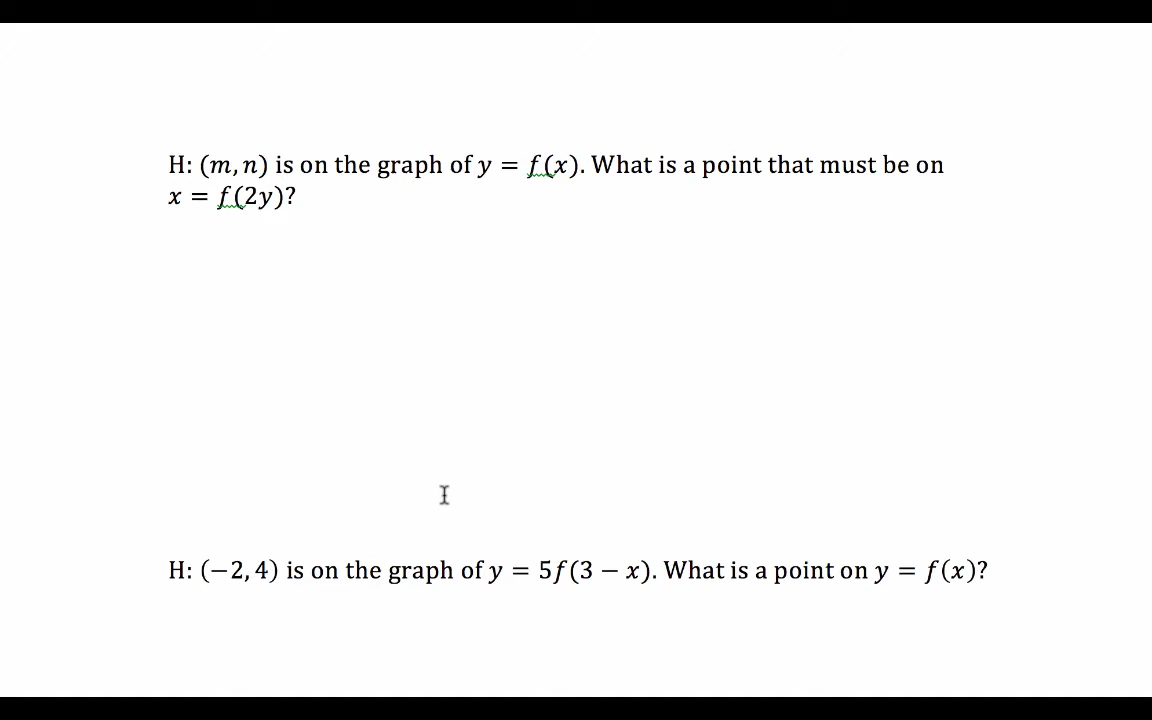 H: (m, n) is on the graph of y = f(x). What is a point that must be on
x = f(2y)?
H: (−2, 4) is on the graph of y = 5f(3 − x). What is a point on y = f(x)?